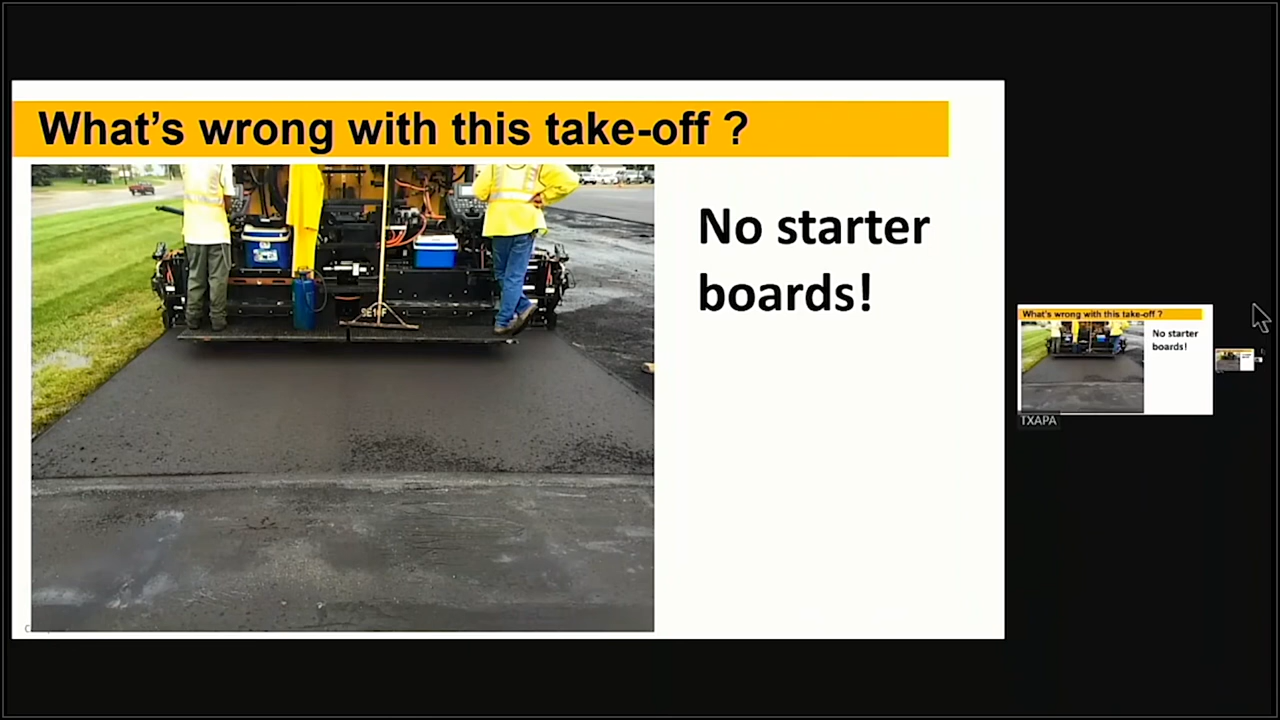 What's wrong with this take-off ?
No starter
boards!
What's wrong with this take-off ?
No starter
boards!
TXAPA